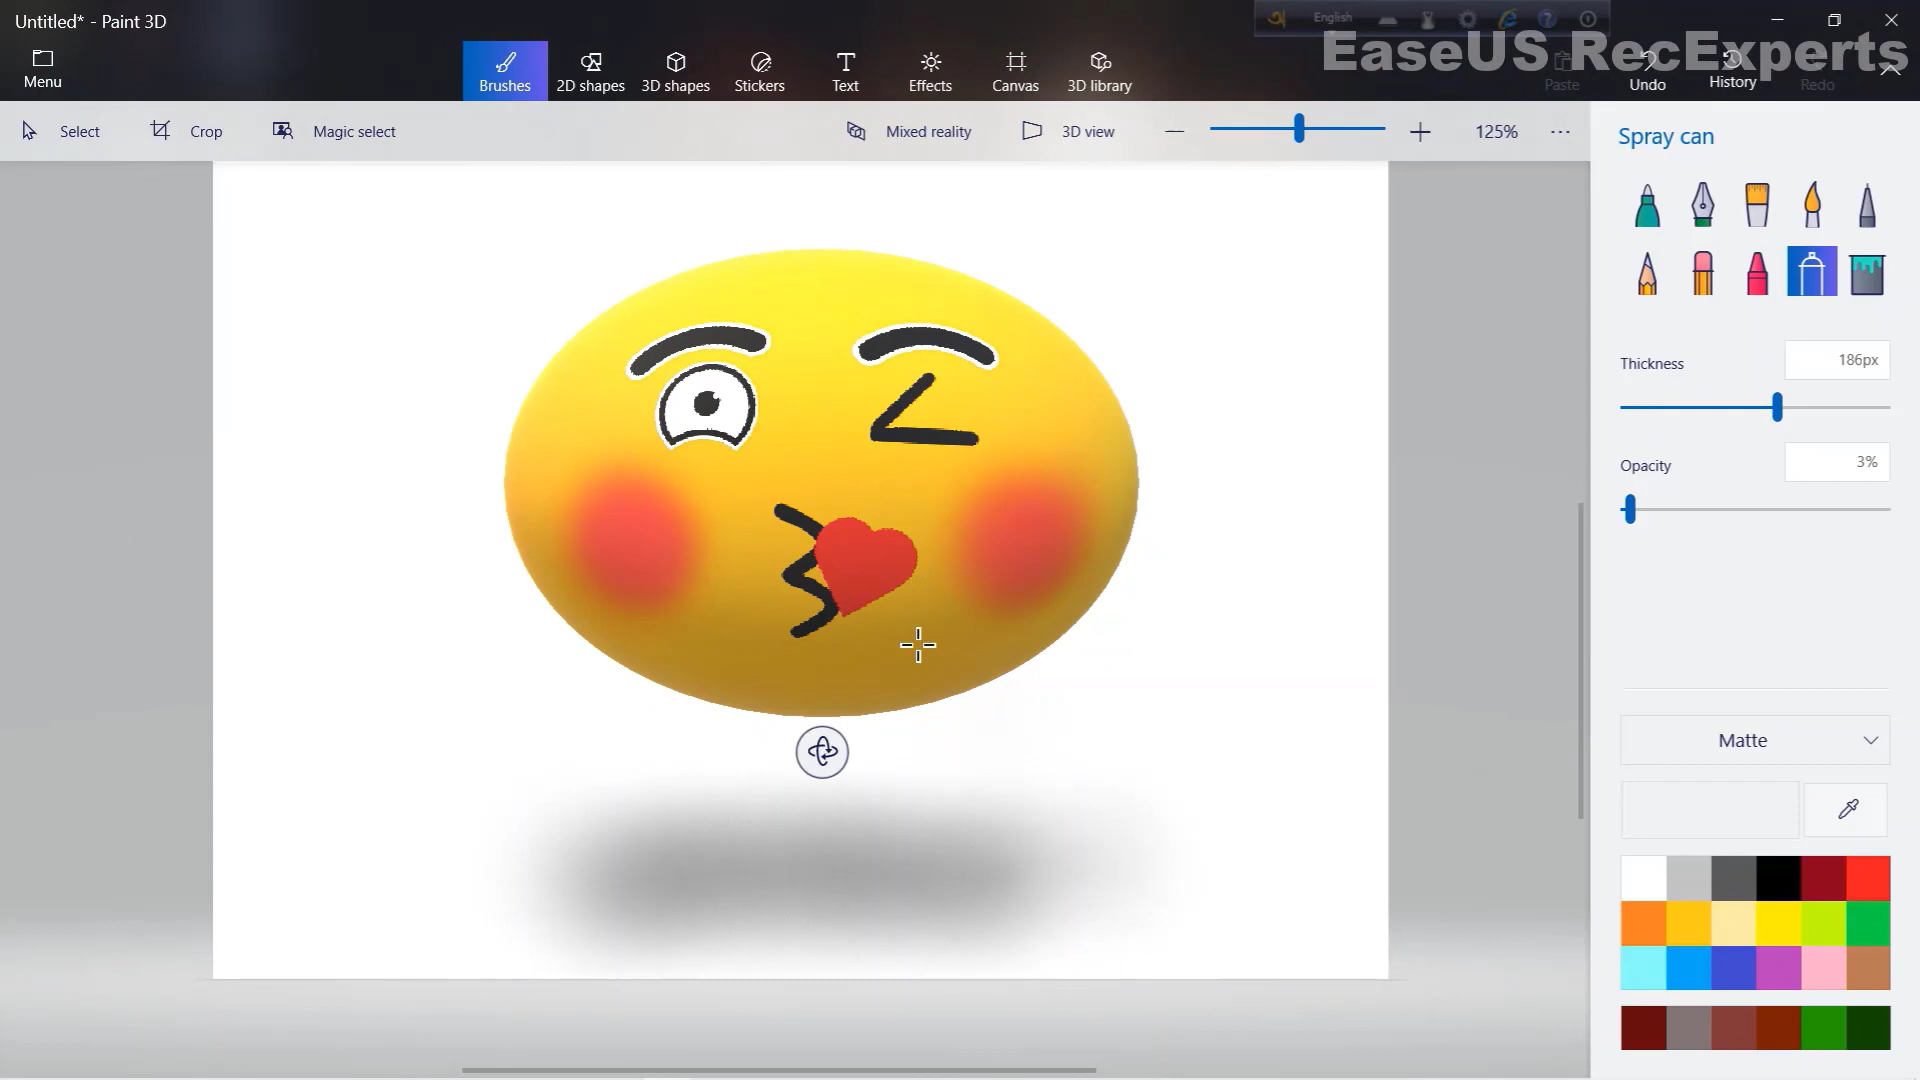 Untitled* - Paint 3D
English
EaseUS RecExperts
Menu
Brushes
2D shapes
3D shapes
Stickers
Text
Effects
Canvas
3D library
Paste
Undo
History
Redo
Select
Crop
Magic select
Mixed reality
3D view
125%
Spray can
Thickness
186px
Opacity
3%
Matte